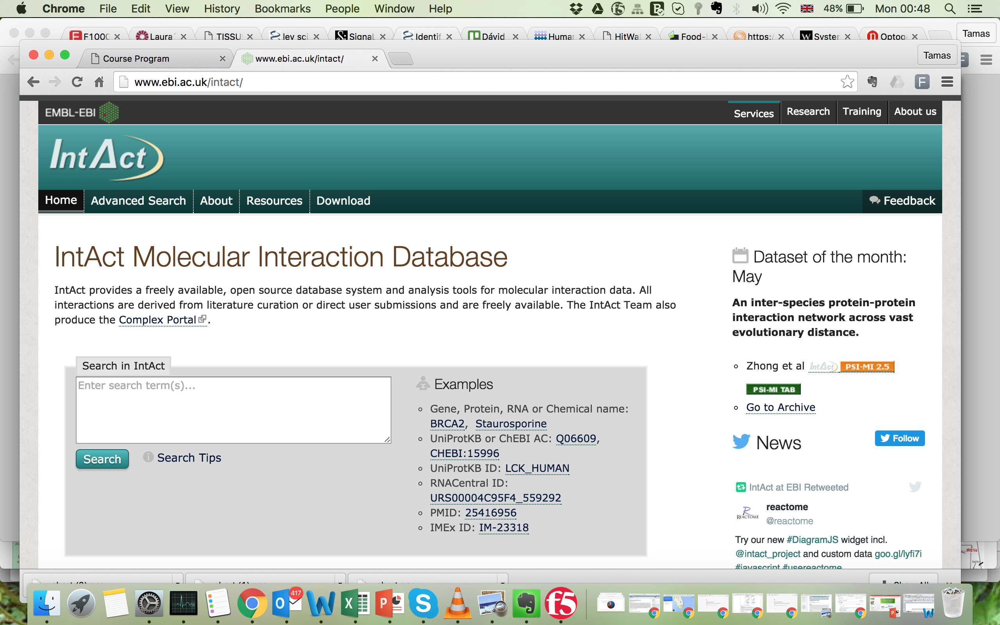 Chrome File Edit View History Bookmarks People Window Help 48% Mon 00:48
F1000 Laura TISSU lev sci Signal Identif Dávid Human HitWal Food- https: System Optog Tamas
Course Program www.ebi.ac.uk/intact/ Tamas
www.ebi.ac.uk/intact/ F
EMBL-EBI Services Research Training About us
IntAct
Home Advanced Search About Resources Download Feedback
IntAct Molecular Interaction Database
IntAct provides a freely available, open source database system and analysis tools for molecular interaction data. All
interactions are derived from literature curation or direct user submissions and are freely available. The IntAct Team also
produce the Complex Portal.
Search in IntAct
Enter search term(s)...
Search Search Tips
Examples
Gene, Protein, RNA or Chemical name:
BRCA2, Staurosporine
UniProtKB or ChEBI AC: Q06609,
CHEBI:15996
UniProtKB ID: LCK_HUMAN
RNACentral ID:
URS00004C95F4_559292
PMID: 25416956
IMEx ID: IM-23318
Dataset of the month:
May
An inter-species protein-protein
interaction network across vast
evolutionary distance.
Zhong et al IntAct PSI-MI 2.5
PSI-MI TAB
Go to Archive
News Follow
IntAct at EBI Retweeted
REACTOME reactome
@reactome
Try our new #DiagramJS widget incl.
@intact_project and custom data goo.gl/lyfi7i
#javascript #usereactome
IRE1α
417
f5